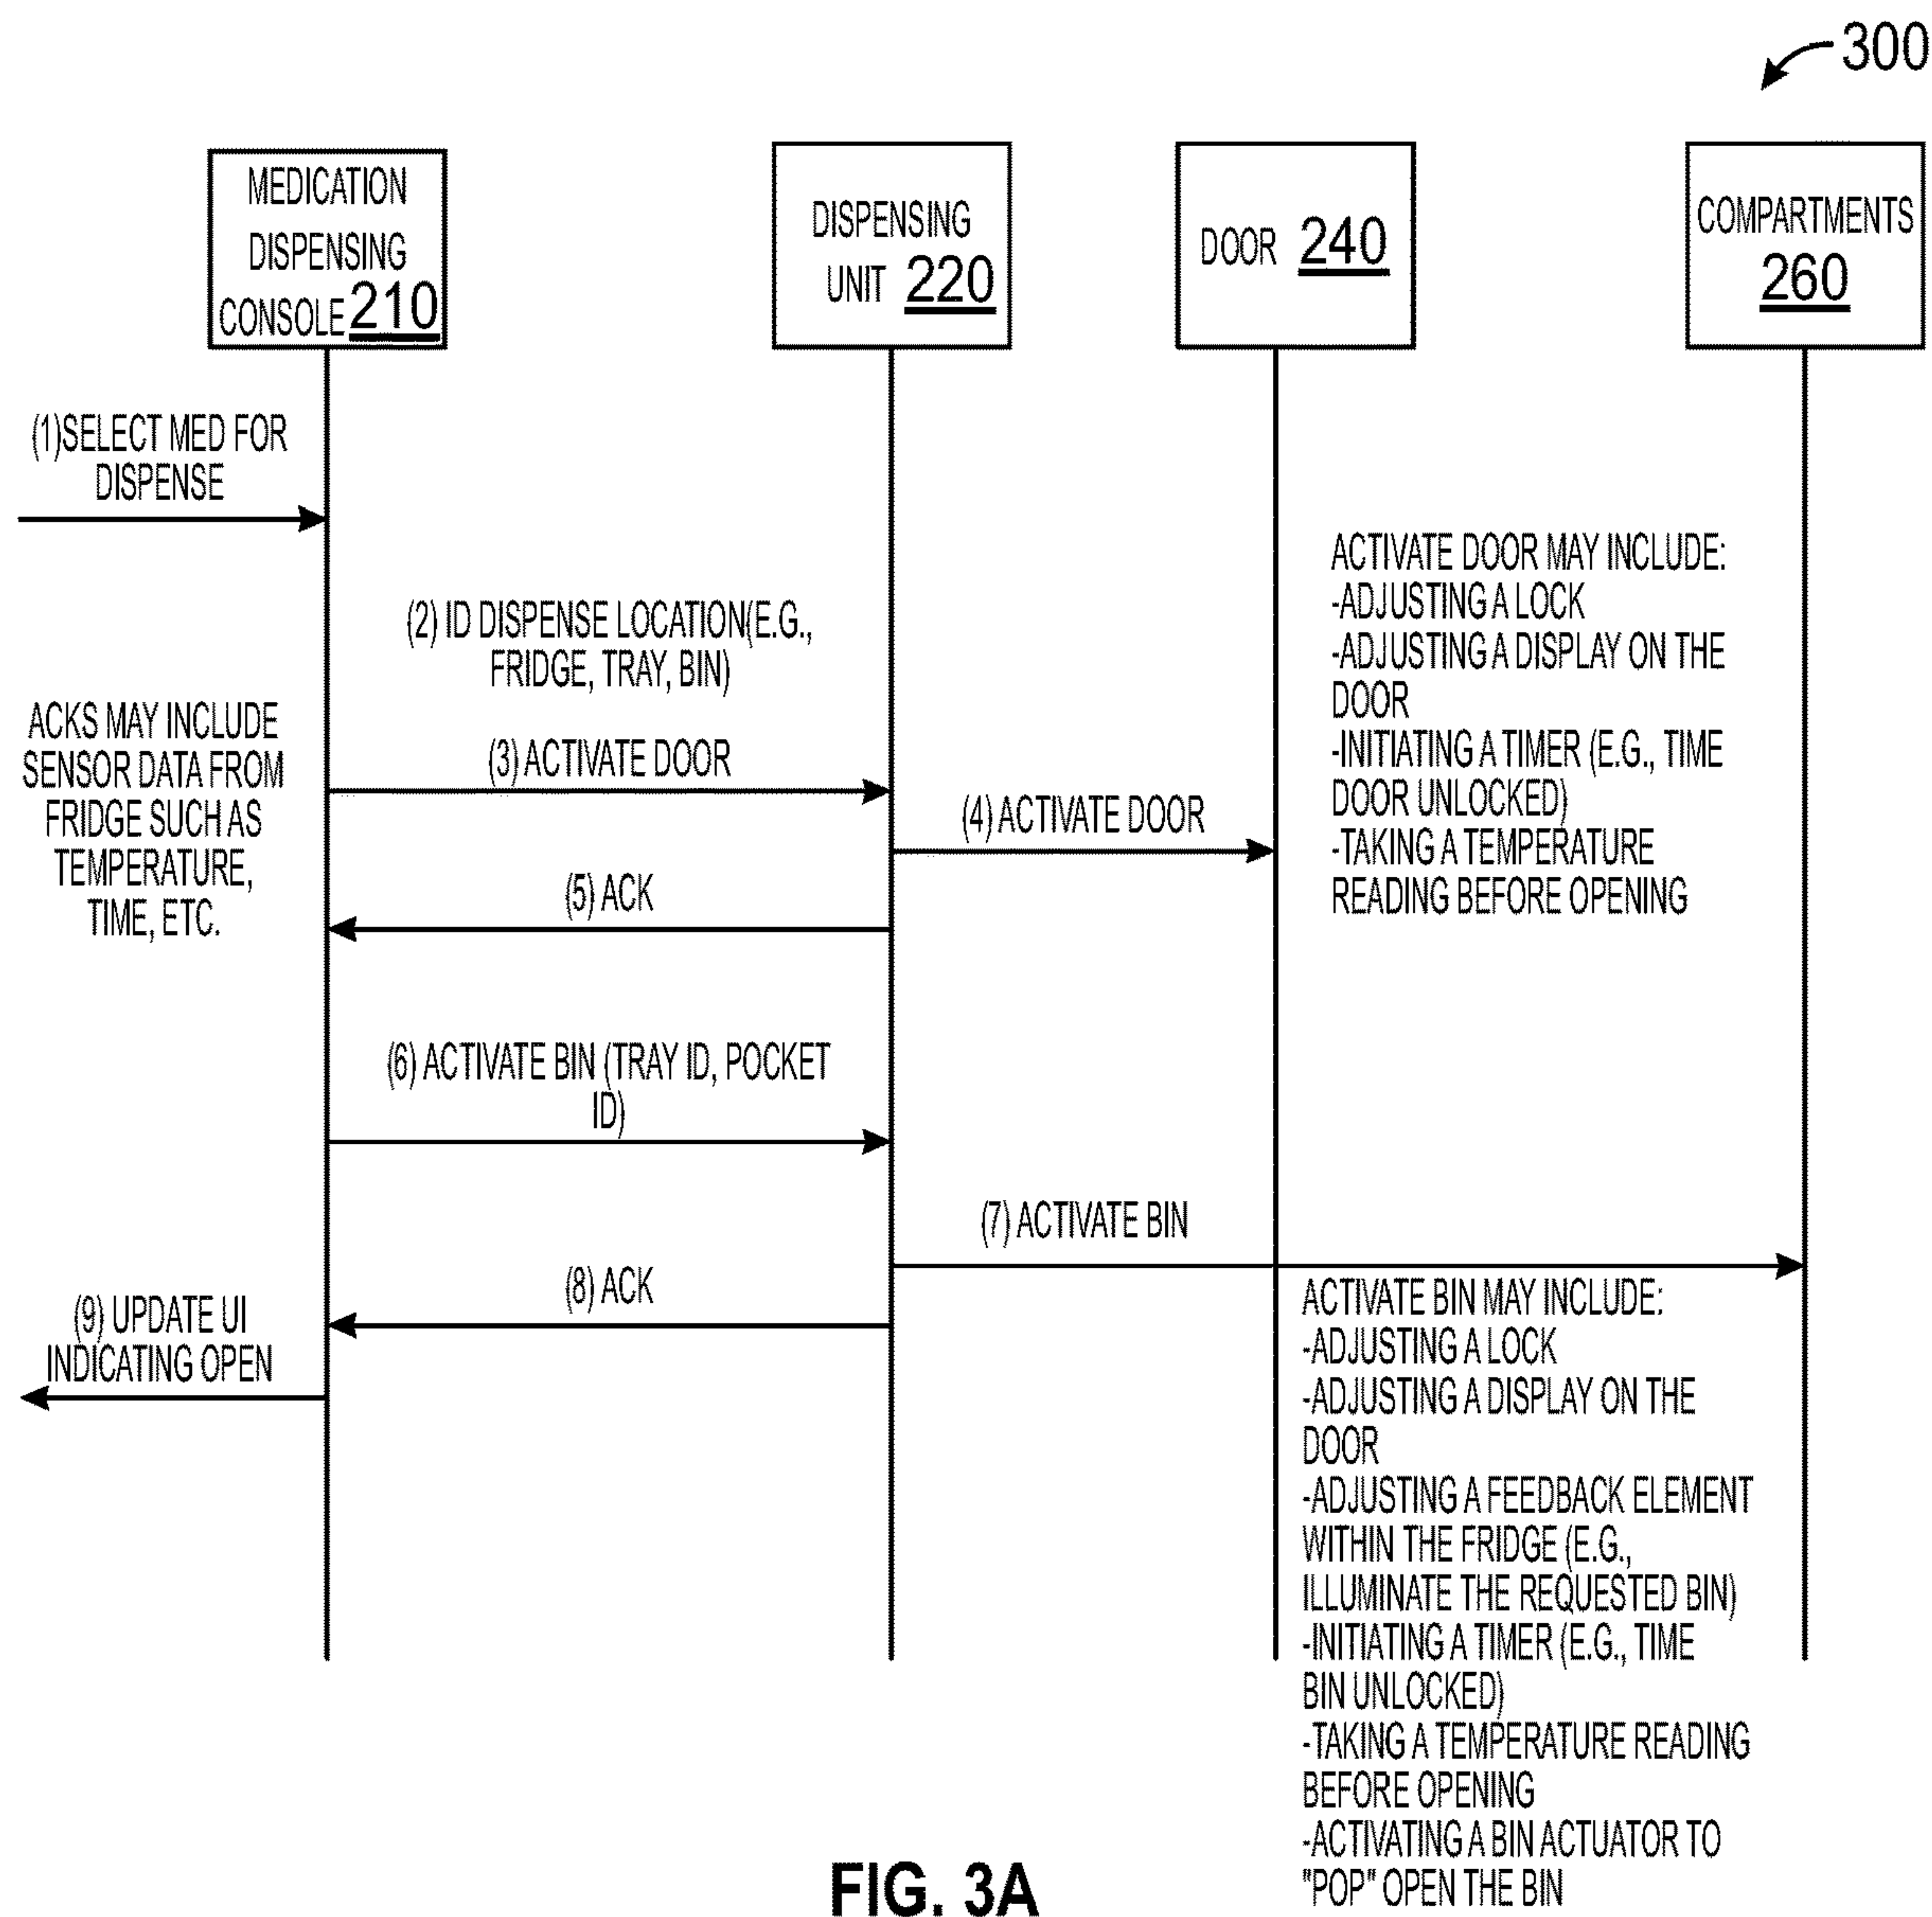 300
MEDICATION
DISPENSING
CONSOLE 210
DISPENSING
UNIT 220
DOOR 240
COMPARTMENTS
260
(1)SELECT MED FOR
DISPENSE
(2) ID DISPENSE LOCATION(E.G.,
FRIDGE, TRAY, BIN)
ACKS MAY INCLUDE
SENSOR DATA FROM
FRIDGE SUCH AS
TEMPERATURE,
TIME, ETC.
(3) ACTIVATE DOOR
(4) ACTIVATE DOOR
ACTIVATE DOOR MAY INCLUDE:
-ADJUSTING A LOCK
-ADJUSTING A DISPLAY ON THE
DOOR
-INITIATING A TIMER (E.G., TIME
DOOR UNLOCKED)
-TAKING A TEMPERATURE
READING BEFORE OPENING
(5) ACK
(6) ACTIVATE BIN (TRAY ID, POCKET
ID)
(7) ACTIVATE BIN
(8) ACK
(9) UPDATE UI
INDICATING OPEN
ACTIVATE BIN MAY INCLUDE:
-ADJUSTING A LOCK
-ADJUSTING A DISPLAY ON THE
DOOR
-ADJUSTING A FEEDBACK ELEMENT
WITHIN THE FRIDGE (E.G.,
ILLUMINATE THE REQUESTED BIN)
-INITIATING A TIMER (E.G., TIME
BIN UNLOCKED)
-TAKING A TEMPERATURE READING
BEFORE OPENING
-ACTIVATING A BIN ACTUATOR TO
"POP" OPEN THE BIN
FIG. 3A